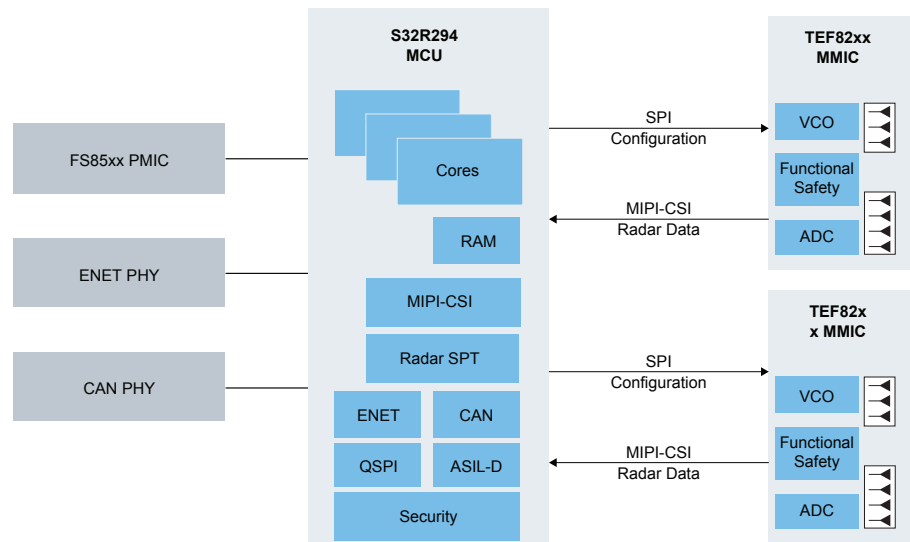 S32R294
MCU
Cores
RAM
MIPI-CSI
Radar SPT
ENET
CAN
QSPI
ASIL-D
Security
FS85xx PMIC
ENET PHY
CAN PHY
SPI
Configuration
MIPI-CSI
Radar Data
SPI
Configuration
MIPI-CSI
Radar Data
TEF82xx
MMIC
VCO
Functional
Safety
ADC
TEF82x
x MMIC
VCO
Functional
Safety
ADC